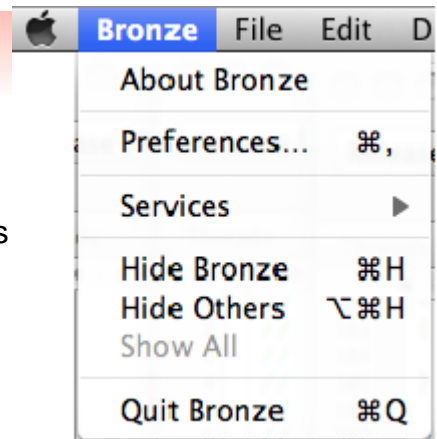 Bronze File Edit D
About Bronze
Preferences... ⌘,
Services ▶
s
Hide Bronze ⌘H
Hide Others ⌥⌘H
Show All
Quit Bronze ⌘Q